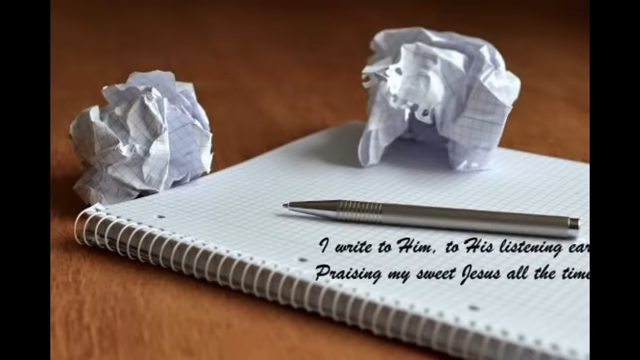 I write to Him, to His listening ear
Praising my sweet Jesus all the time